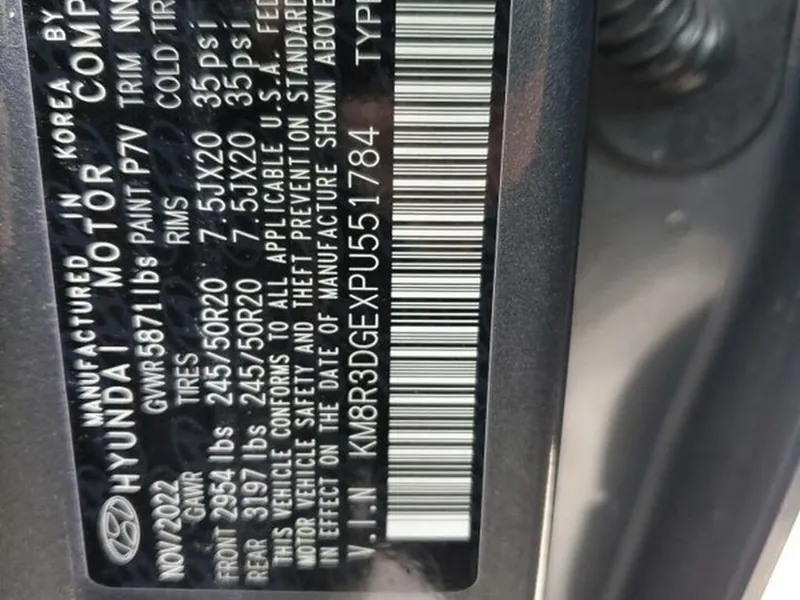 MANUFACTURED IN KOREA BY
HYUNDAI MOTOR COMP
NOV/2022 GVWR5871lbs PAINT P7V TRIM NN
GAWR TIRES RIMS COLD TIR
FRONT 2954lbs 245/50R20 7.5JX20 35psi
REAR 3197lbs 245/50R20 7.5JX20 35psi
THIS VEHICLE CONFORMS TO ALL APPLICABLE U.S.A. FED
MOTOR VEHICLE SAFETY AND THEFT PREVENTION STANDARD
IN EFFECT ON THE DATE OF MANUFACTURE SHOWN ABOVE
V.I.N KM8R3DGEXPU551784 TYPE